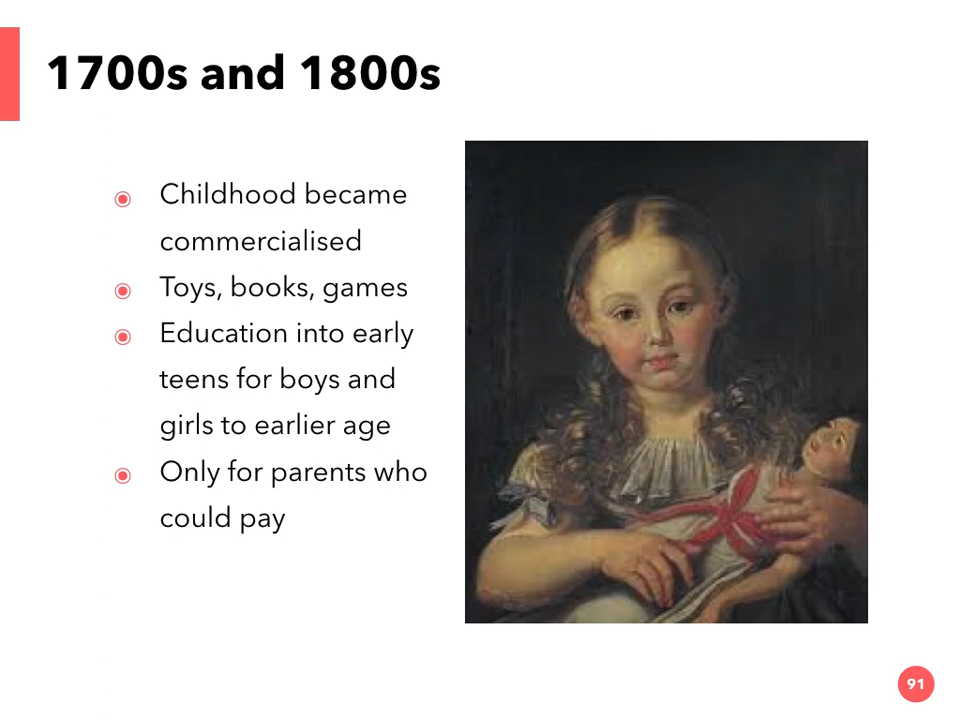 1700s and 1800s
Childhood became
commercialised
Toys, books, games
Education into early
teens for boys and
girls to earlier age
Only for parents who
could pay
91